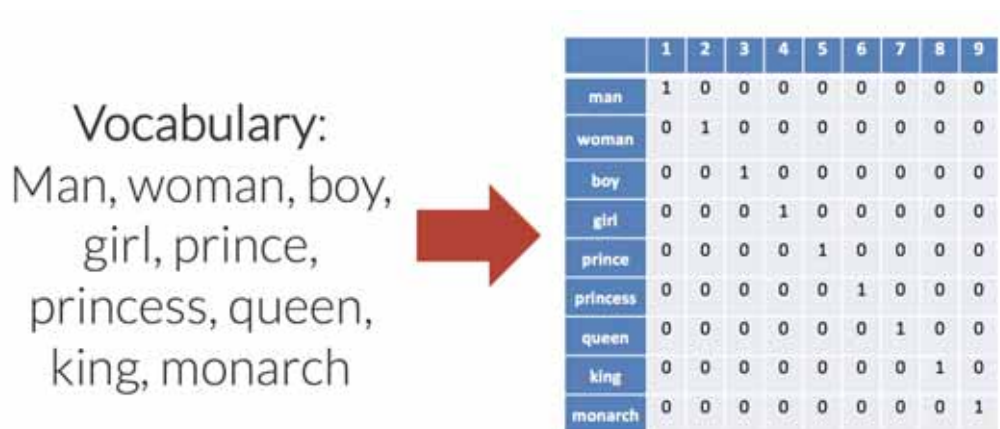 Vocabulary:
Man, woman, boy,
girl, prince,
princess, queen,
king, monarch
1 2 3 4 5 6 7 8 9
man 1 0 0 0 0 0 0 0 0
woman 0 1 0 0 0 0 0 0 0
boy 0 0 1 0 0 0 0 0 0
girl 0 0 0 1 0 0 0 0 0
prince 0 0 0 0 1 0 0 0 0
princess 0 0 0 0 0 1 0 0 0
queen 0 0 0 0 0 0 1 0 0
king 0 0 0 0 0 0 0 1 0
monarch 0 0 0 0 0 0 0 0 1